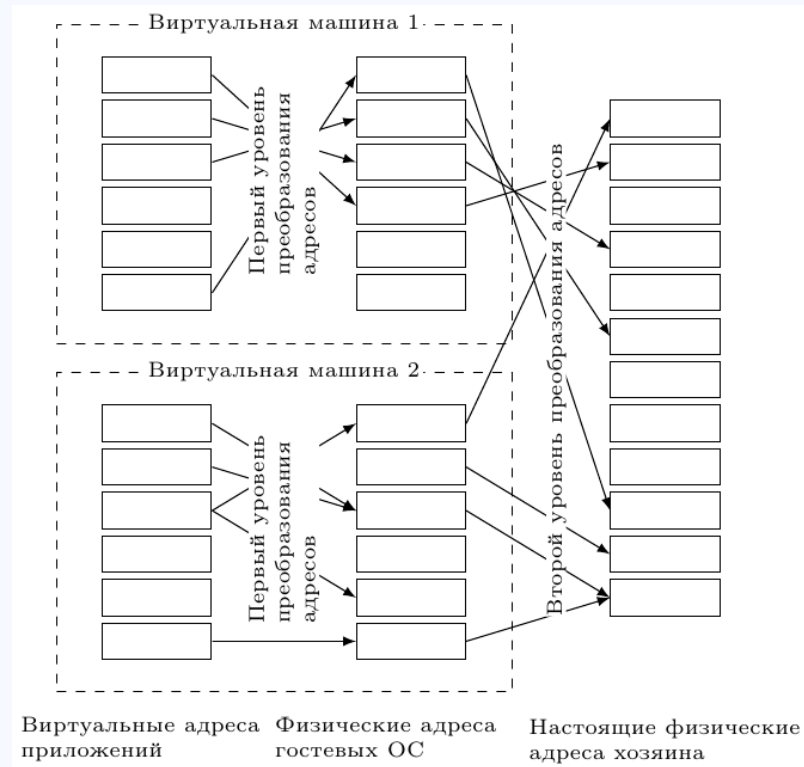 Виртуальная машина 1
Первый уровень
преобразования
адресов
Виртуальная машина 2
Первый уровень
преобразования
адресов
Второй уровень преобразования адресов
Виртуальные адреса
приложений
Физические адреса
гостевых ОС
Настоящие физические
адреса хозяина